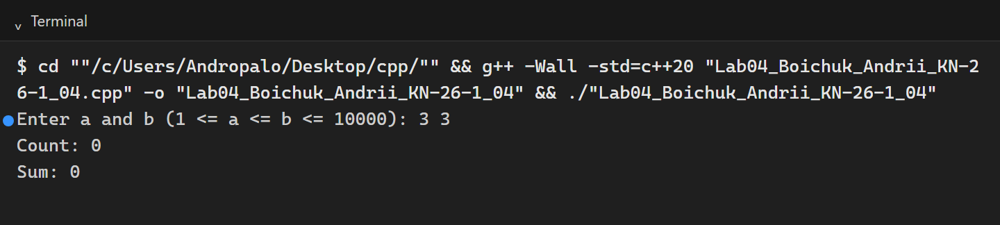 Terminal
$ cd ""/c/Users/Andropalo/Desktop/cpp/"" && g++ -Wall -std=c++20 "Lab04_Boichuk_Andrii_KN-2
6-1_04.cpp" -o "Lab04_Boichuk_Andrii_KN-26-1_04" && ./"Lab04_Boichuk_Andrii_KN-26-1_04"
Enter a and b (1 <= a <= b <= 10000): 3 3
Count: 0
Sum: 0